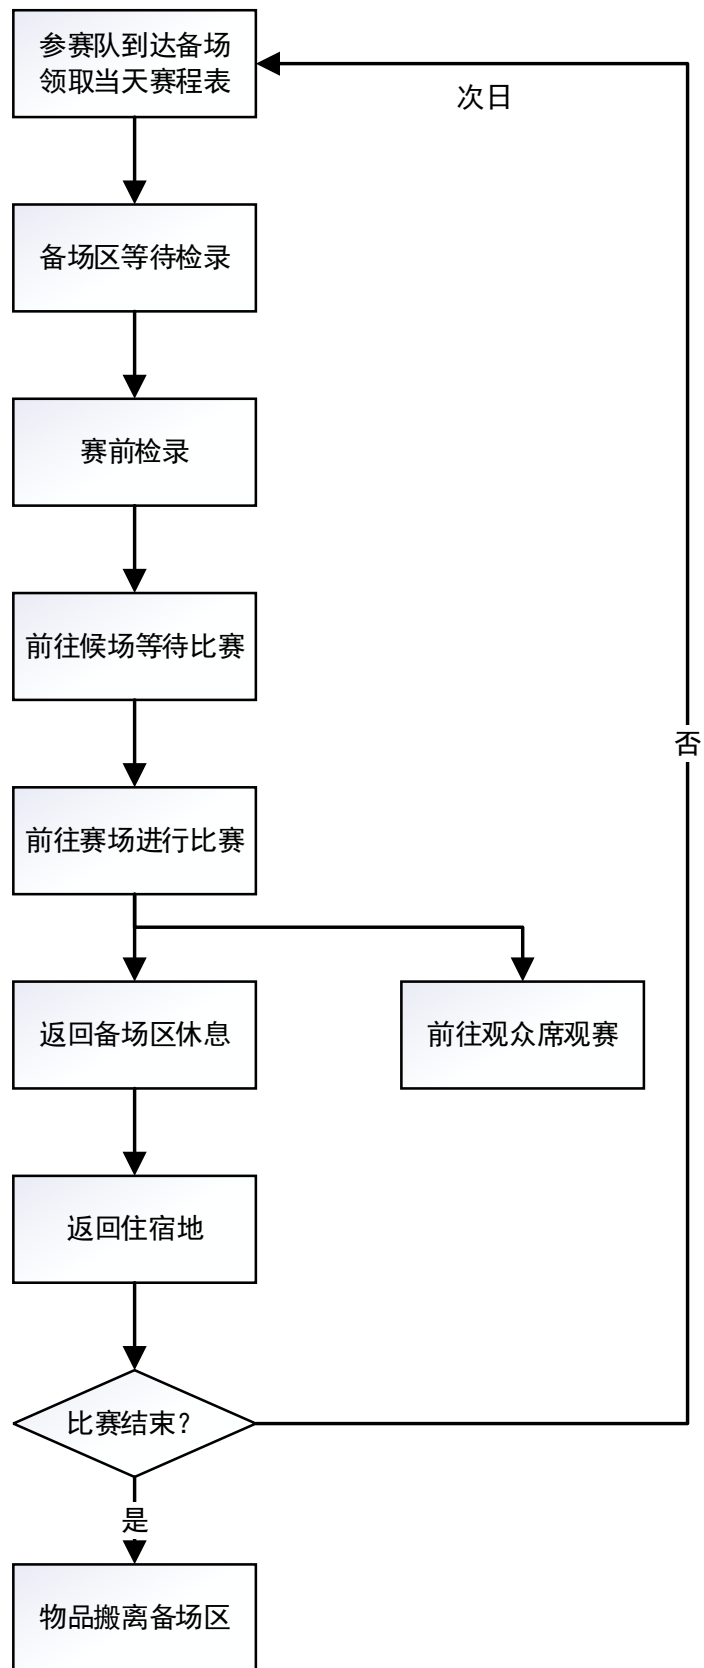 参赛队到达备场
领取当天赛程表
次日
备场区等待检录
赛前检录
前往候场等待比赛
否
前往赛场进行比赛
返回备场区休息
前往观众席观赛
返回住宿地
比赛结束?
是
物品搬离备场区